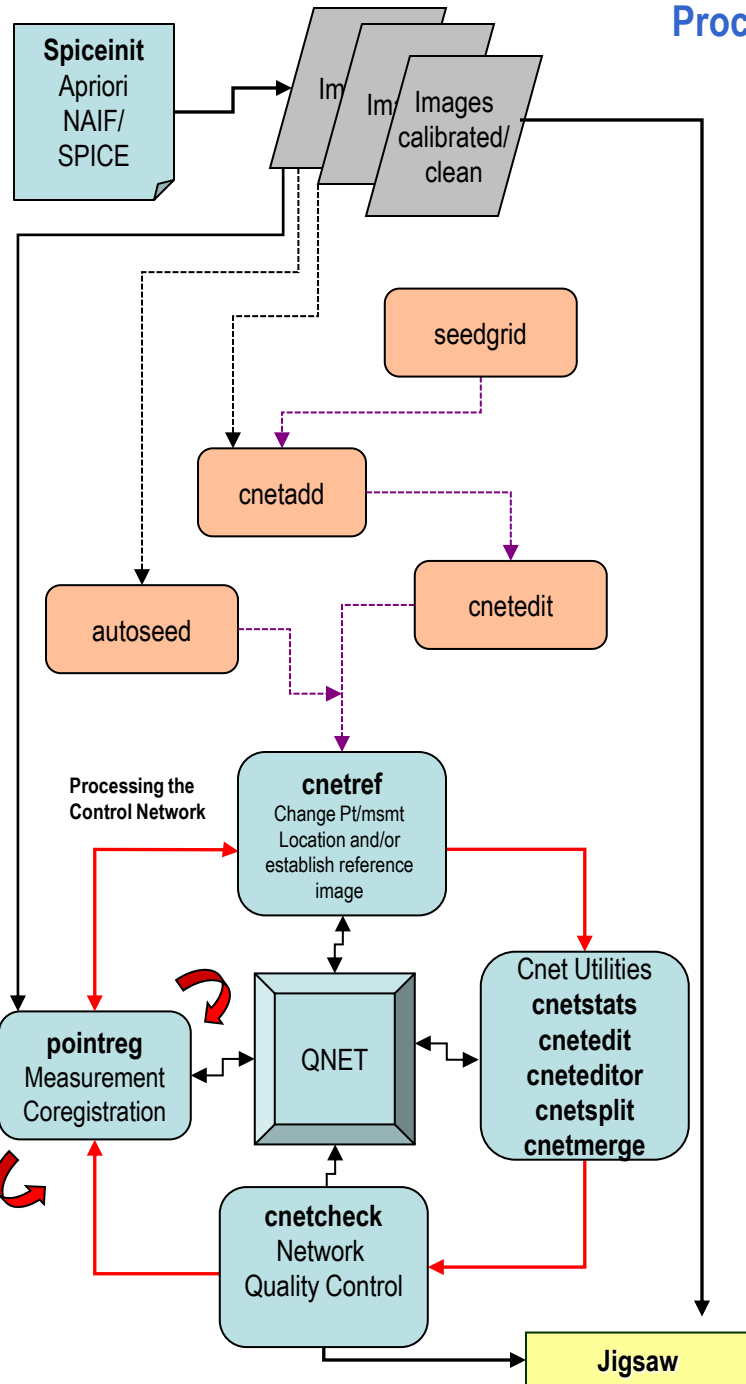 Proc
Spiceinit
Apriori
NAIF/
SPICE
Im
Ima
Images
calibrated/
clean
seedgrid
cnetadd
cnetedit
autoseed
Processing the
Control Network
cnetref
Change Pt/msmt
Location and/or
establish reference
image
Cnet Utilities
cnetstats
cnetedit
cneteditor
cnetsplit
cnetmerge
pointreg
Measurement
Coregistration
QNET
cnetcheck
Network
Quality Control
Jigsaw